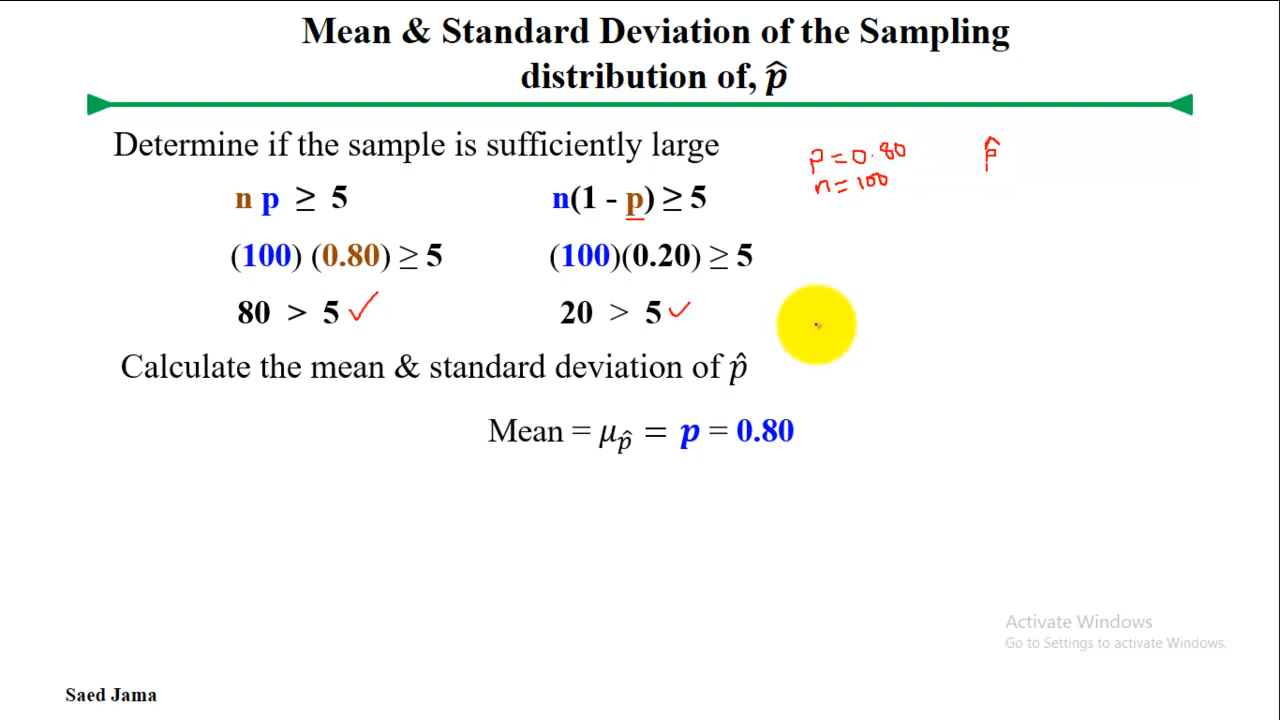 Mean & Standard Deviation of the Sampling
distribution of, p̂
Determine if the sample is sufficiently large
P = 0.80
n = 100
p̂
n p ≥ 5
n(1 - p) ≥ 5
(100) (0.80) ≥ 5
(100)(0.20) ≥ 5
80 > 5 ✓
20 > 5 ✓
Calculate the mean & standard deviation of p̂
Mean = μp̂ = p = 0.80
Activate Windows
Go to Settings to activate Windows.
Saed Jama